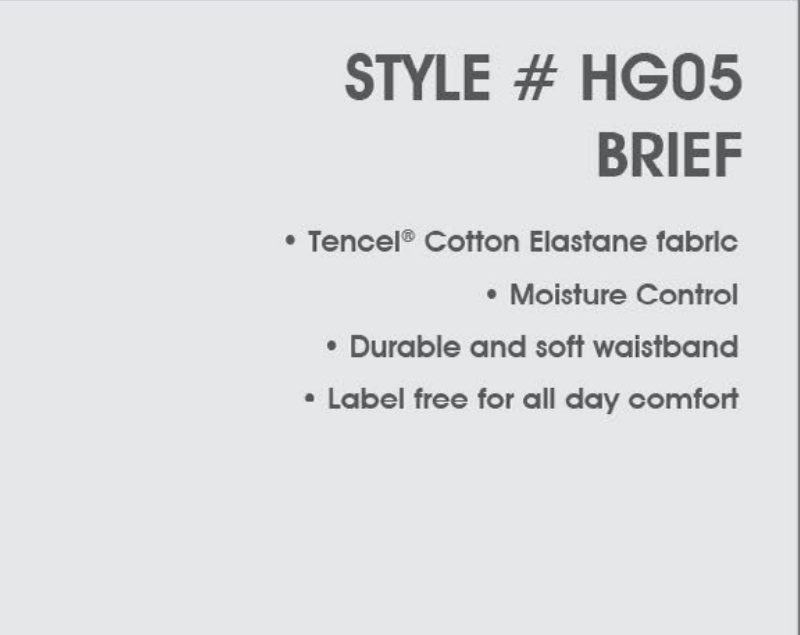 STYLE # HG05
BRIEF
• Tencel® Cotton Elastane fabric
• Moisture Control
• Durable and soft waistband
• Label free for all day comfort